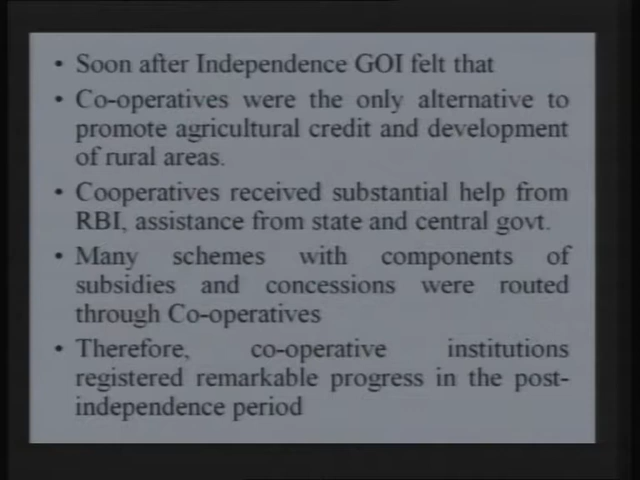 • Soon after Independence GOI felt that
• Co-operatives were the only alternative to
promote agricultural credit and development
of rural areas.
• Cooperatives received substantial help from
RBI, assistance from state and central govt.
• Many schemes with components of
subsidies and concessions were routed
through Co-operatives
• Therefore, co-operative institutions
registered remarkable progress in the post-
independence period